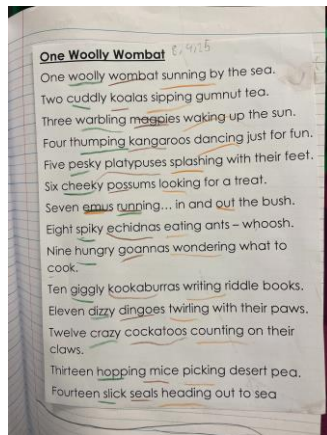 One Woolly Wombat
One woolly wombat sunning by the sea.
Two cuddly koalas sipping gumnut tea.
Three warbling magpies waking up the sun.
Four thumping kangaroos dancing just for fun.
Five pesky platypuses splashing with their feet.
Six cheeky possums looking for a treat.
Seven emus running... in and out the bush.
Eight spiky echidnas eating ants – whoosh.
Nine hungry goannas wondering what to
cook.
Ten giggly kookaburras writing riddle books.
Eleven dizzy dingoes twirling with their paws.
Twelve crazy cockatoos counting on their
claws.
Thirteen hopping mice picking desert pea.
Fourteen slick seals heading out to sea